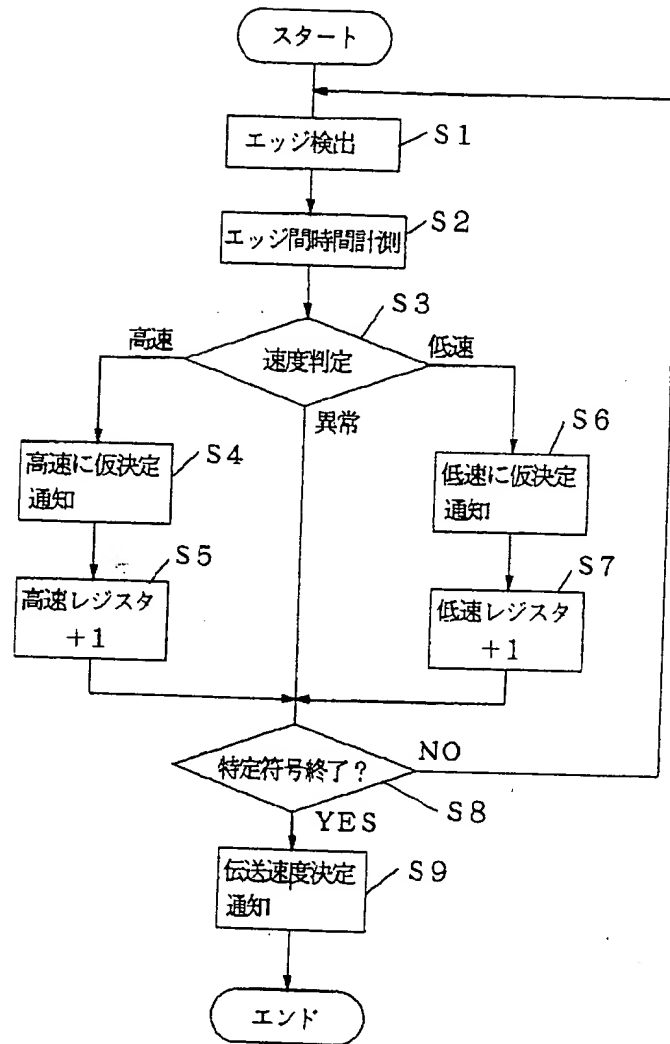 スタート
エッジ検出
S1
エッジ間時間計測
S2
S3
高速
速度判定
低速
異常
高速に仮決定
通知
S4
低速に仮決定
通知
S6
高速レジスタ
+1
S5
低速レジスタ
+1
S7
特定符号終了?
NO
S8
YES
伝送速度決定
通知
S9
エンド